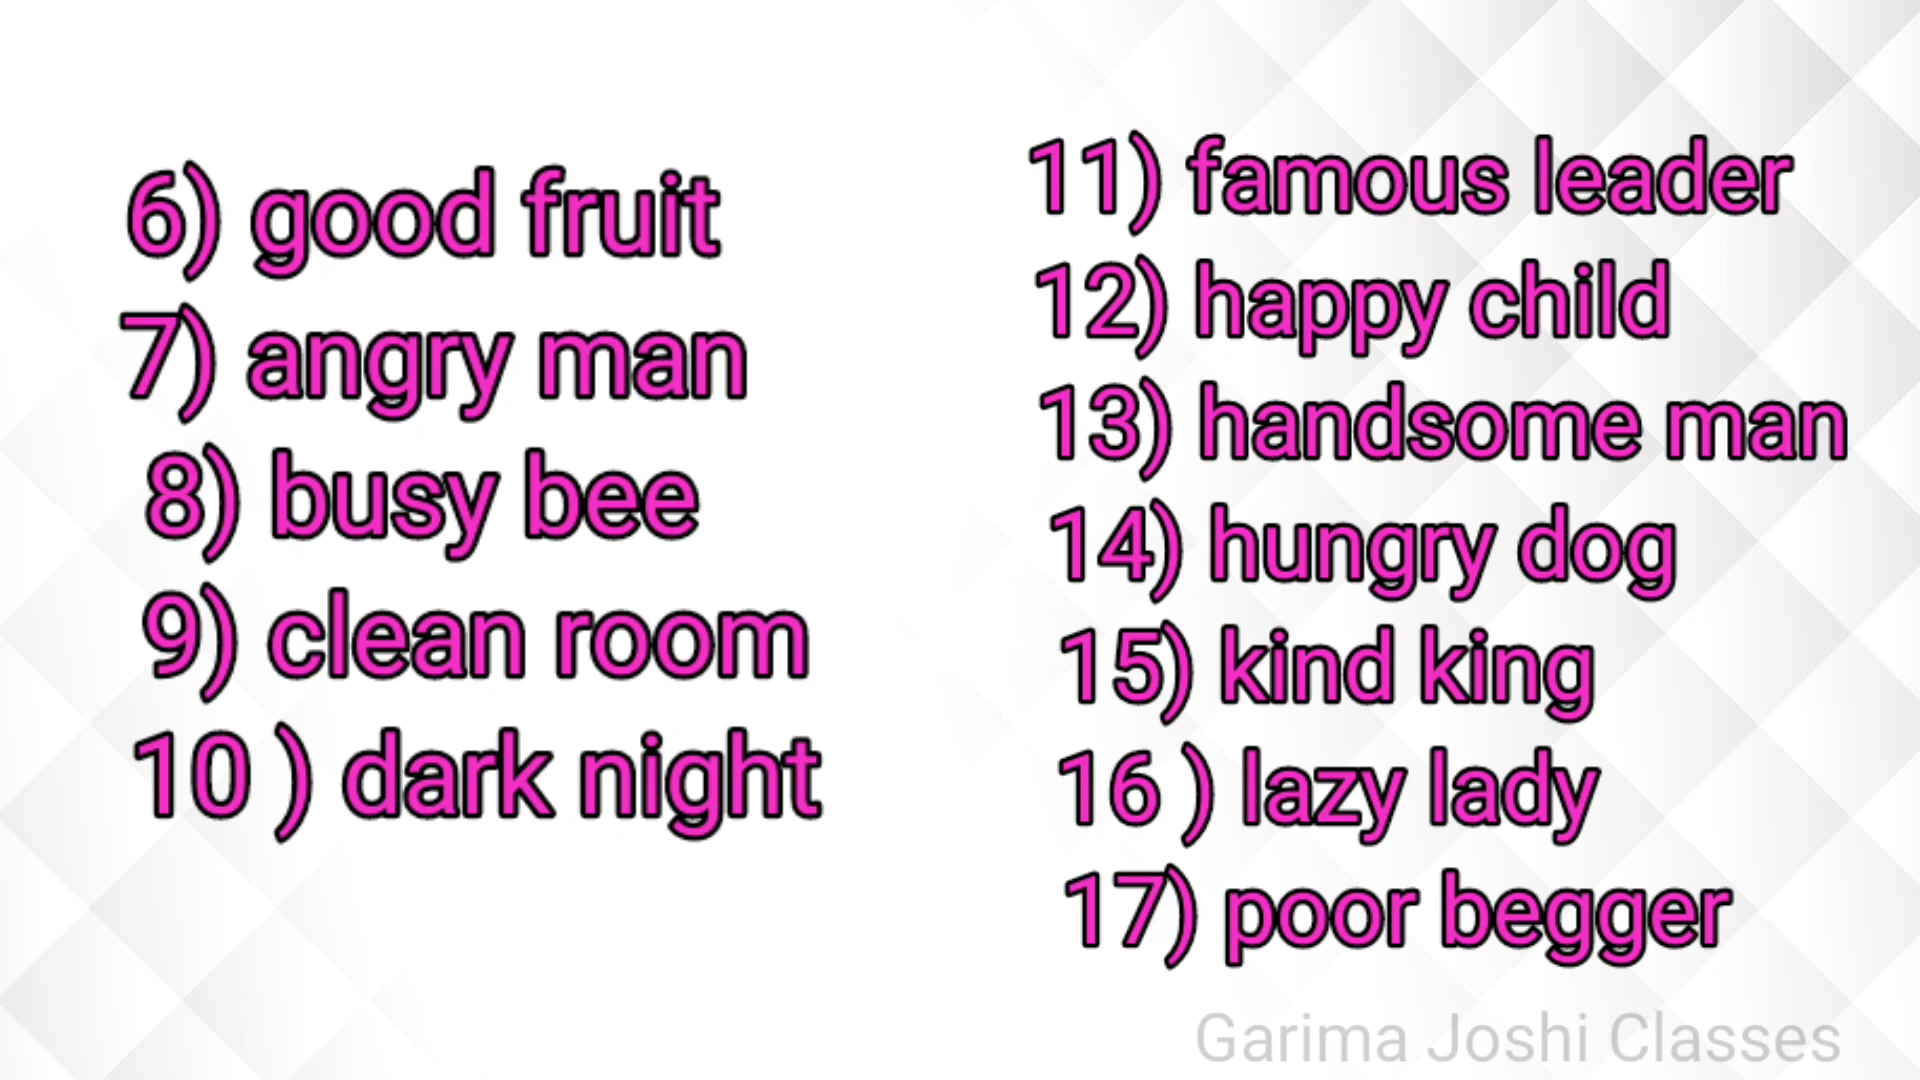 6) good fruit
7) angry man
8) busy bee
9) clean room
10 ) dark night
11) famous leader
12) happy child
13) handsome man
14) hungry dog
15) kind king
16 ) lazy lady
17) poor begger
Garima Joshi Classes